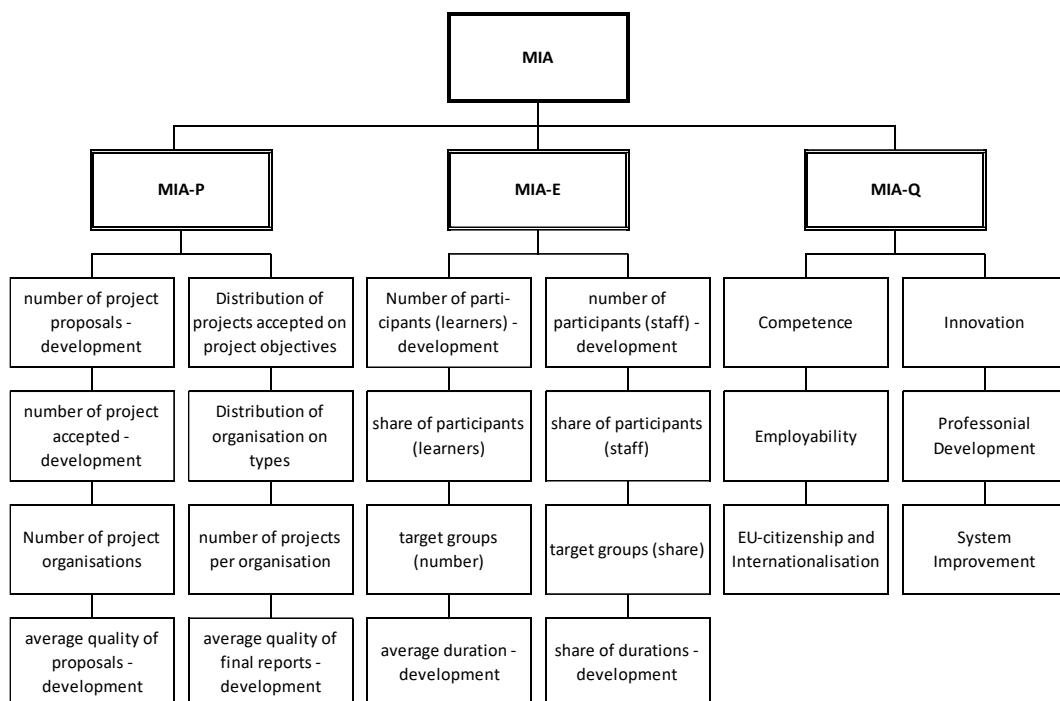 MIA
MIA-P
MIA-E
MIA-Q
number of project
proposals -
development
Distribution of
projects accepted on
project objectives
Number of parti-
cipants (learners) -
development
number of
participants (staff) -
development
Competence
Innovation
number of project
accepted -
development
Distribution of
organisation on
types
share of participants
(learners)
share of participants
(staff)
Employability
Professonial
Development
Number of project
organisations
number of projects
per organisation
target groups
(number)
target groups (share)
EU-citizenship and
Internationalisation
System
Improvement
average quality of
proposals -
development
average quality of
final reports -
development
average duration -
development
share of durations -
development